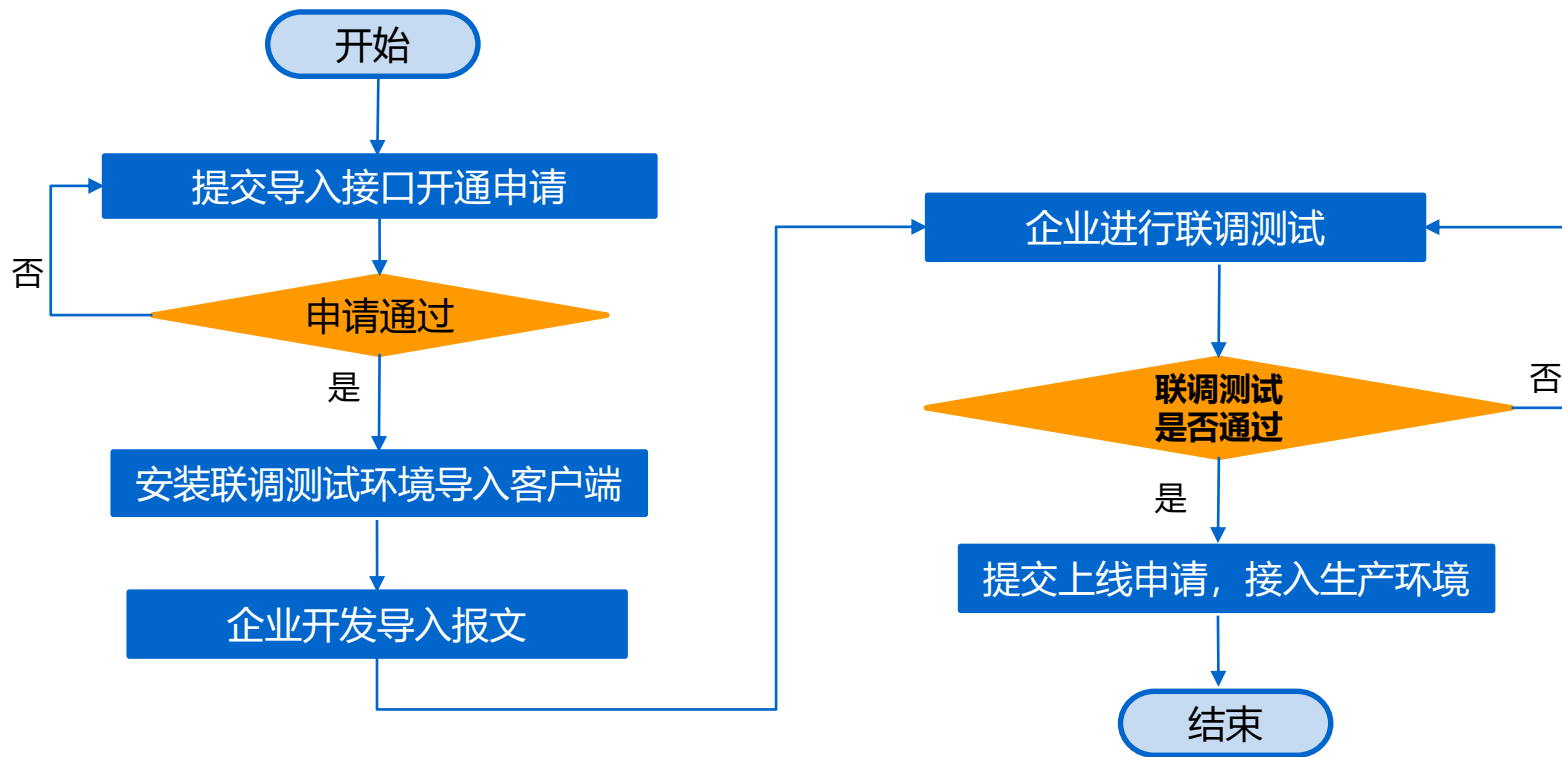 开始
提交导入接口开通申请
否
申请通过
是
安装联调测试环境导入客户端
企业开发导入报文
企业进行联调测试
联调测试
是否通过
否
是
提交上线申请，接入生产环境
结束